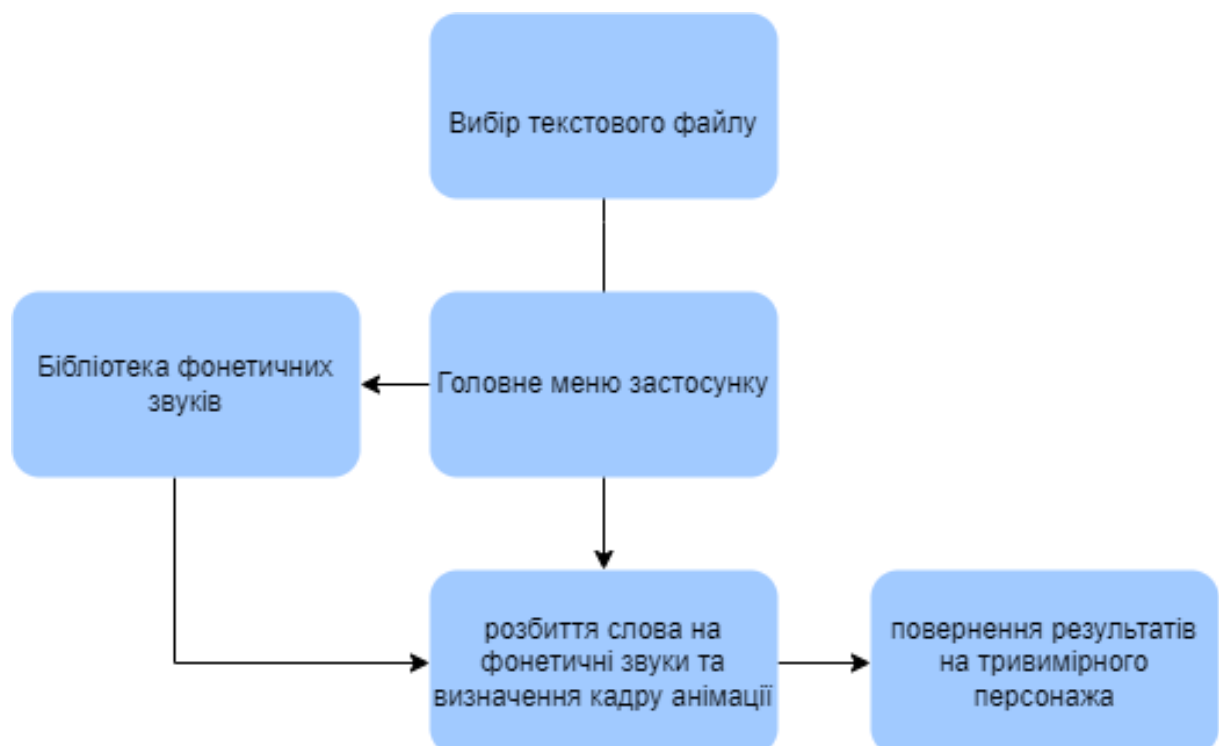 Вибір текстового файлу
Бібліотека фонетичних
звуків
Головне меню застосунку
розбиття слова на
фонетичні звуки та
визначення кадру анімації
повернення результатів
на тривимірного
персонажа